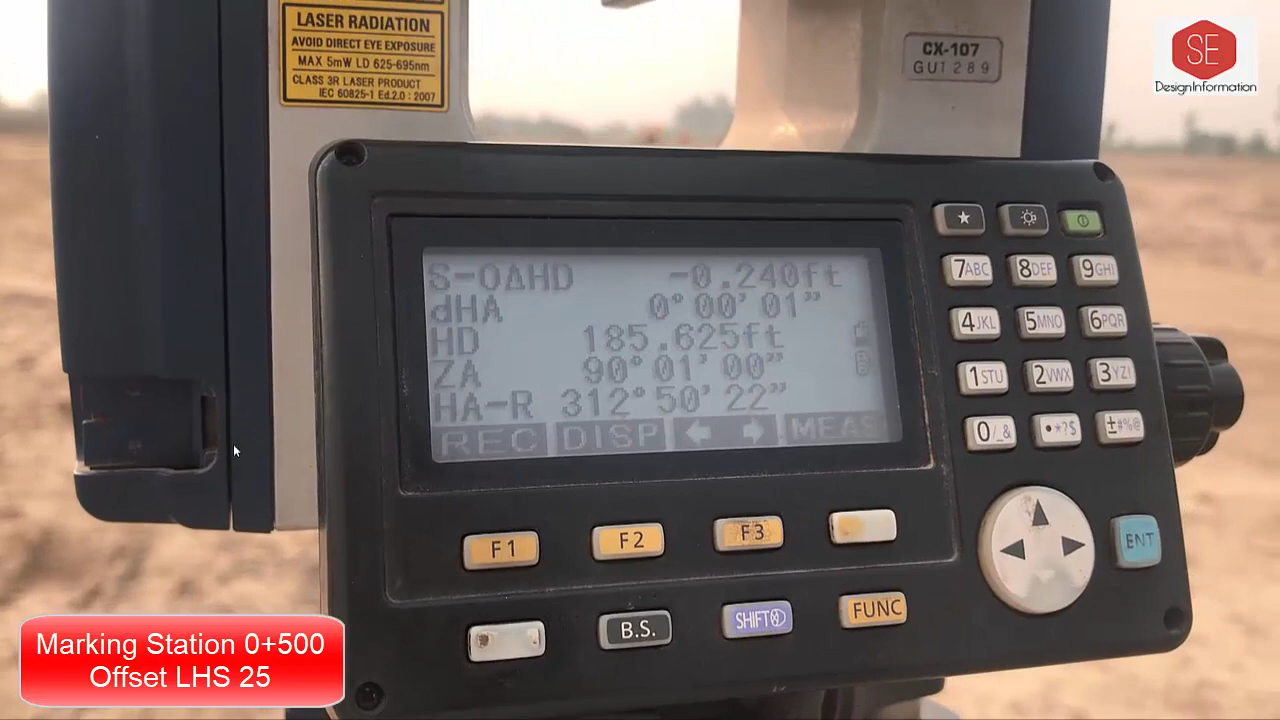 LASER RADIATION
AVOID DIRECT EYE EXPOSURE
MAX 5mW LD 625-695nm
CLASS 3R LASER PRODUCT
IEC 60825-1 Ed.2.0 : 2007
CX-107
GUT289
SE
DesignInformation
S-OΔHD -0.240ft
dHA 0°00'01"
HD 185.625ft
ZA 90°01'00"
HA-R 312°50'22"
REC DISP ← → MEAS
★
7ABC 8DEF 9GHI
4JKL 5MNO 6PQR
1STU 2VWX 3YZ
0/_& •*?$ ±#%@
F1 F2 F3
ENT
B.S. SHIFT FUNC
Marking Station 0+500
Offset LHS 25